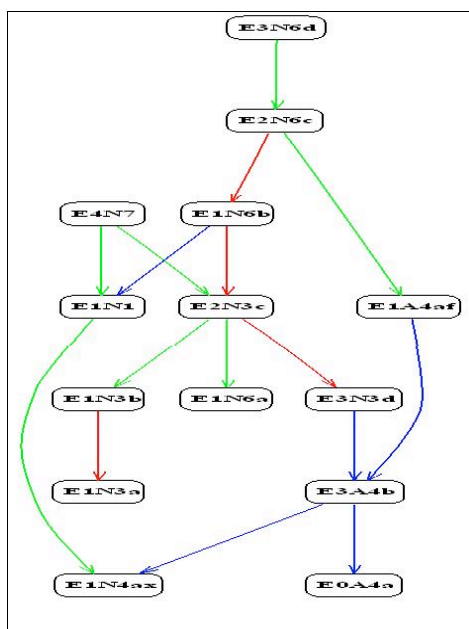 E3N6d
E2N6c
E4N7 E1N6b
E1N1 E2N3c E1A4af
E1N3b E1N6a E3N3d
E1N3a E3A4b
E1N4ax E0A4a